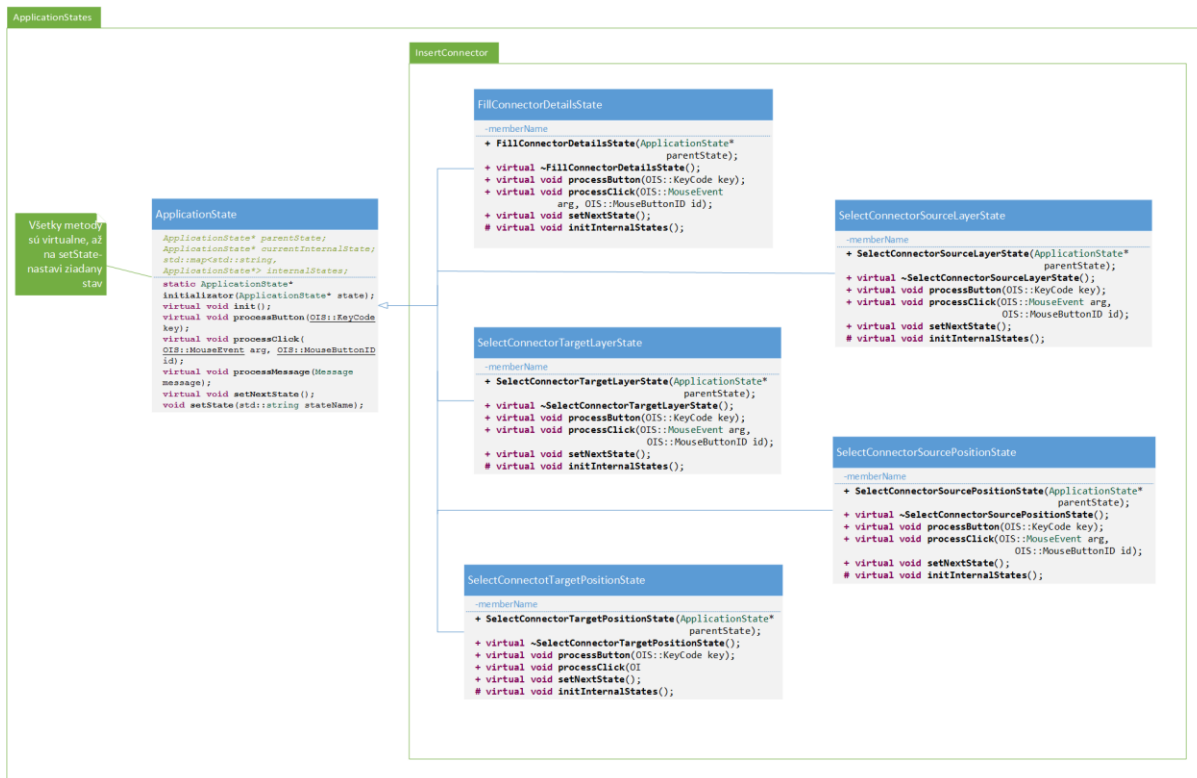 ApplicationStates
InsertConnector
FillConnectorDetailsState
-memberName
+ FillConnectorDetailsState(ApplicationState*
parentState);
+ virtual ~FillConnectorDetailsState();
+ virtual void processButton(OIS::KeyCode key);
+ virtual void processClick(OIS::MouseEvent
arg, OIS::MouseButtonID id);
+ virtual void setNextState();
# virtual void initInternalStates();
ApplicationState
ApplicationState* parentState;
ApplicationState* currentInternalState;
std::map<std::string,
ApplicationState*> internalStates;
static ApplicationState*
initializator(ApplicationState* state);
virtual void init();
virtual void processButton(OIS::KeyCode
key);
virtual void processClick(
OIS::MouseEvent arg, OIS::MouseButtonID
id);
virtual void processMessage(Message
message);
virtual void setNextState();
void setState(std::string stateName);
Všetky metody
sú virtualne, až
na setState-
nastaví ziadany
stav
SelectConnectorSourceLayerState
-memberName
+ SelectConnectorSourceLayerState(ApplicationState*
parentState);
+ virtual ~SelectConnectorSourceLayerState();
+ virtual void processButton(OIS::KeyCode key);
+ virtual void processClick(OIS::MouseEvent arg,
OIS::MouseButtonID id);
+ virtual void setNextState();
# virtual void initInternalStates();
SelectConnectorTargetLayerState
-memberName
+ SelectConnectorTargetLayerState(ApplicationState*
parentState);
+ virtual ~SelectConnectorTargetLayerState();
+ virtual void processButton(OIS::KeyCode key);
+ virtual void processClick(OIS::MouseEvent arg,
OIS::MouseButtonID id);
+ virtual void setNextState();
# virtual void initInternalStates();
SelectConnectorSourcePositionState
-memberName
+ SelectConnectorSourcePositionState(ApplicationState*
parentState);
+ virtual ~SelectConnectorSourcePositionState();
+ virtual void processButton(OIS::KeyCode key);
+ virtual void processClick(OIS::MouseEvent arg,
OIS::MouseButtonID id);
+ virtual void setNextState();
# virtual void initInternalStates();
SelectConnectotTargetPositionState
-memberName
+ SelectConnectorTargetPositionState(ApplicationState*
parentState);
+ virtual ~SelectConnectorTargetPositionState();
+ virtual void processButton(OIS::KeyCode key);
+ virtual void processClick(OI
+ virtual void setNextState();
# virtual void initInternalStates();